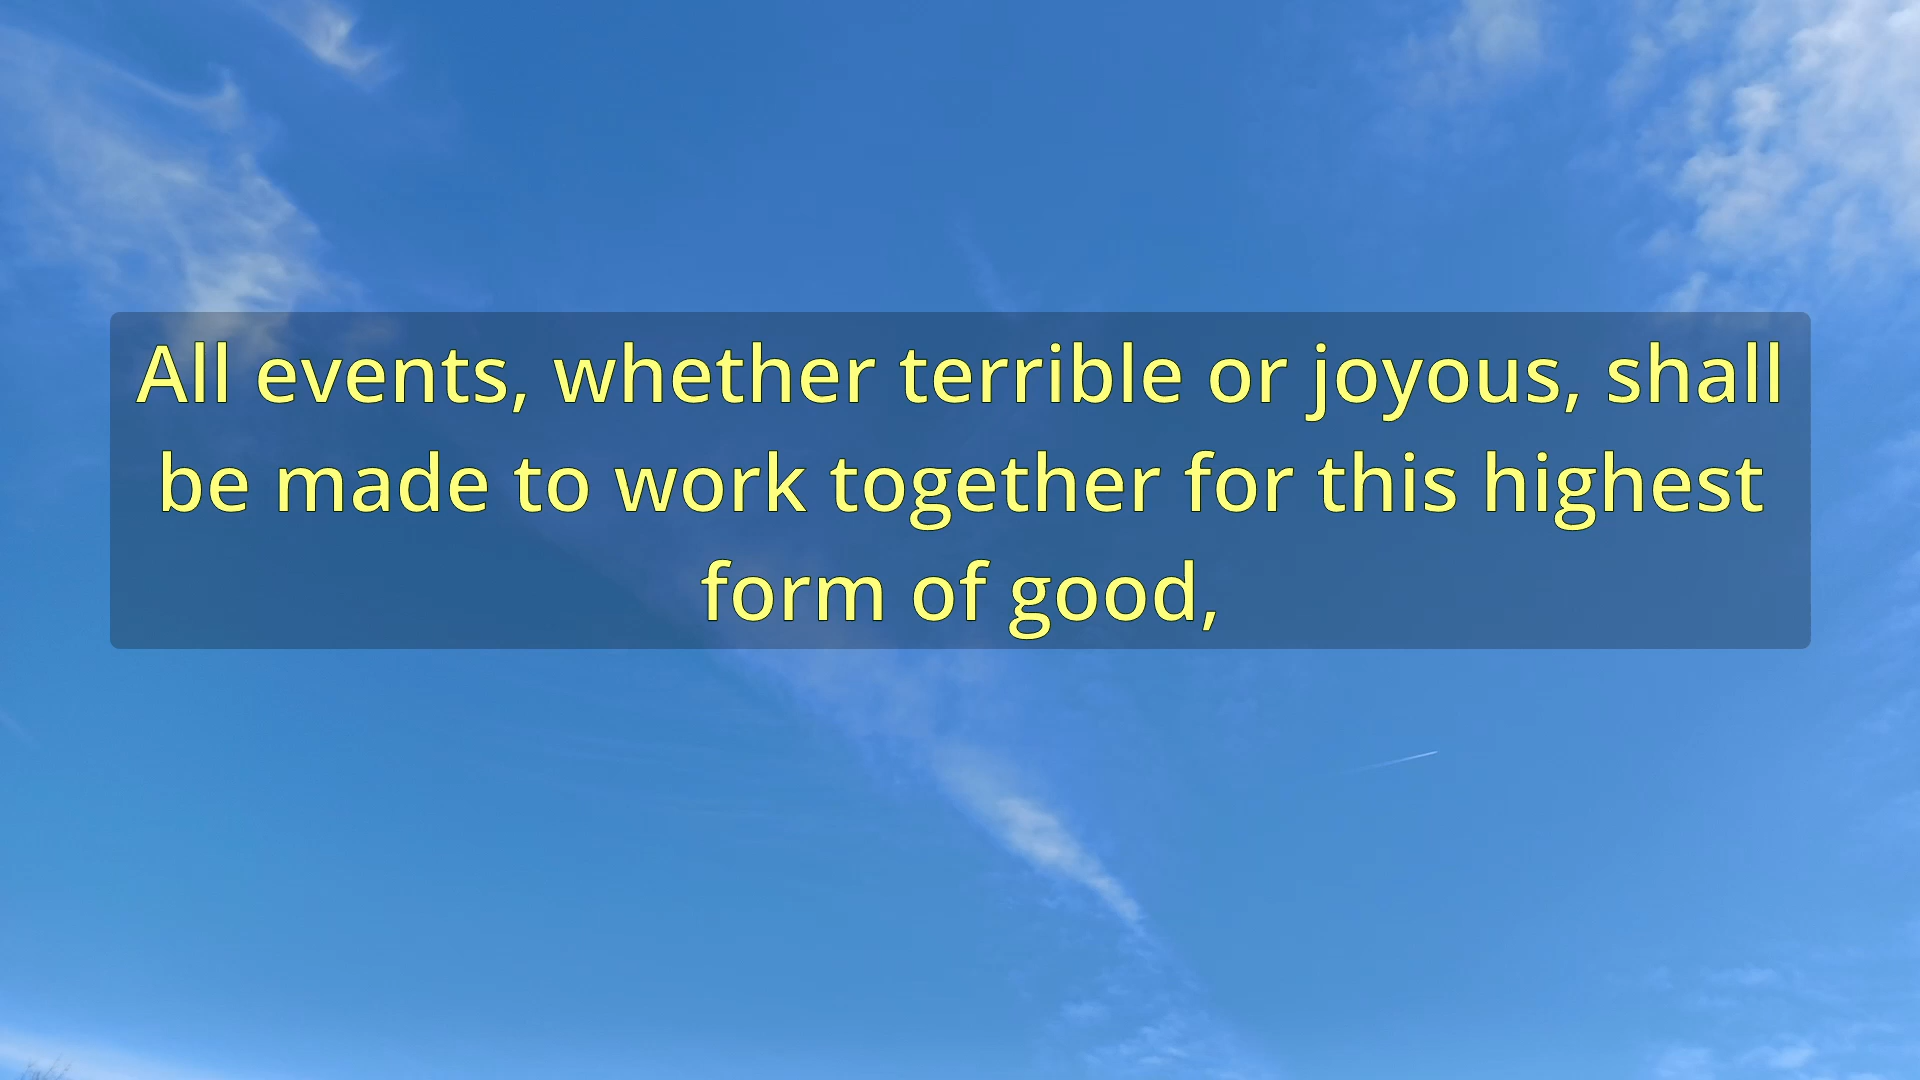 All events, whether terrible or joyous, shall
be made to work together for this highest
form of good,